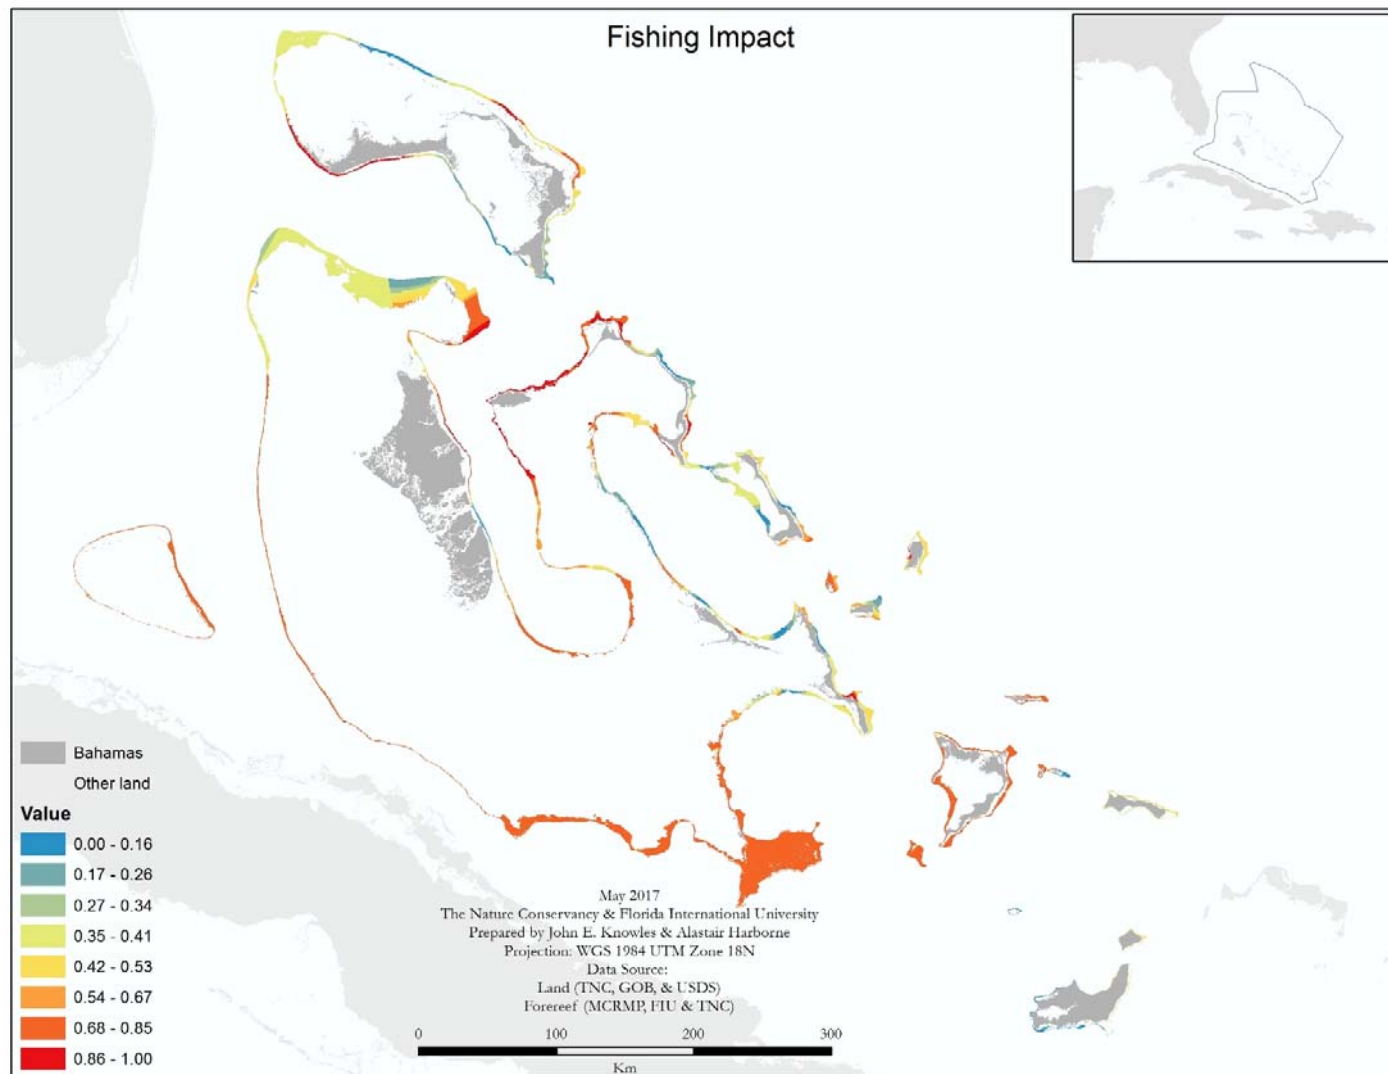 Fishing Impact
Bahamas
Other land
Value
0.00 - 0.16
0.17 - 0.26
0.27 - 0.34
0.35 - 0.41
0.42 - 0.53
0.54 - 0.67
0.68 - 0.85
0.86 - 1.00
May 2017
The Nature Conservancy & Florida International University
Prepared by John E. Knowles & Alastair Harborne
Projection: WGS 1984 UTM Zone 18N
Data Source:
Land (TNC, GOB, & USDS)
Forereef (MCRMP, FIU & TNC)
0 100 200 300
Km